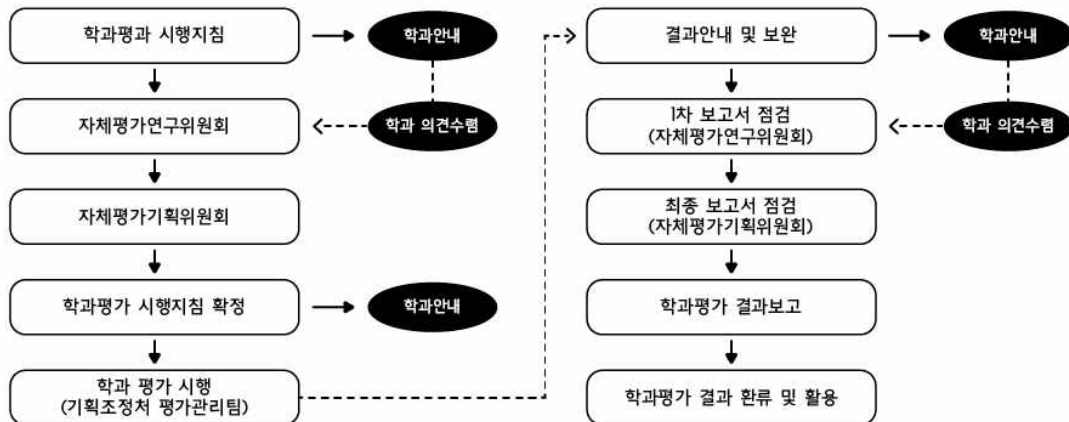 학과평과 시행지침
학과안내
자체평가연구위원회
학과 의견수렴
자체평가기획위원회
학과평가 시행지침 확정
학과안내
학과 평가 시행
(기획조정처 평가관리팀)
결과안내 및 보완
학과안내
1차 보고서 점검
(자체평가연구위원회)
학과 의견수렴
최종 보고서 점검
(자체평가기획위원회)
학과평가 결과보고
학과평가 결과 환류 및 활용